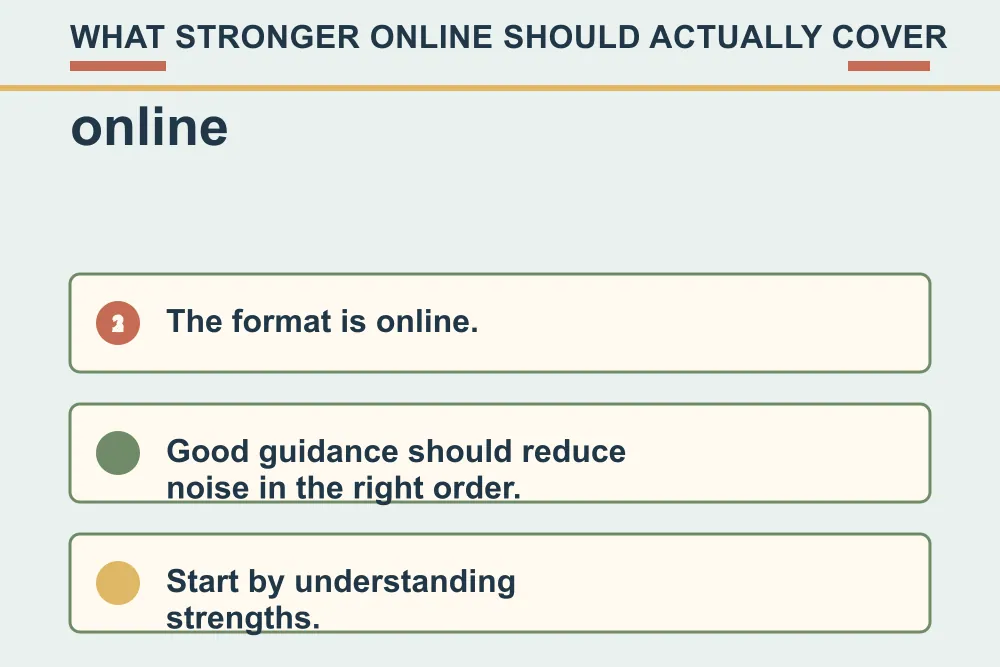 WHAT STRONGER ONLINE SHOULD ACTUALLY COVER
online
The format is online.
Good guidance should reduce
noise in the right order.
Start by understanding
strengths.